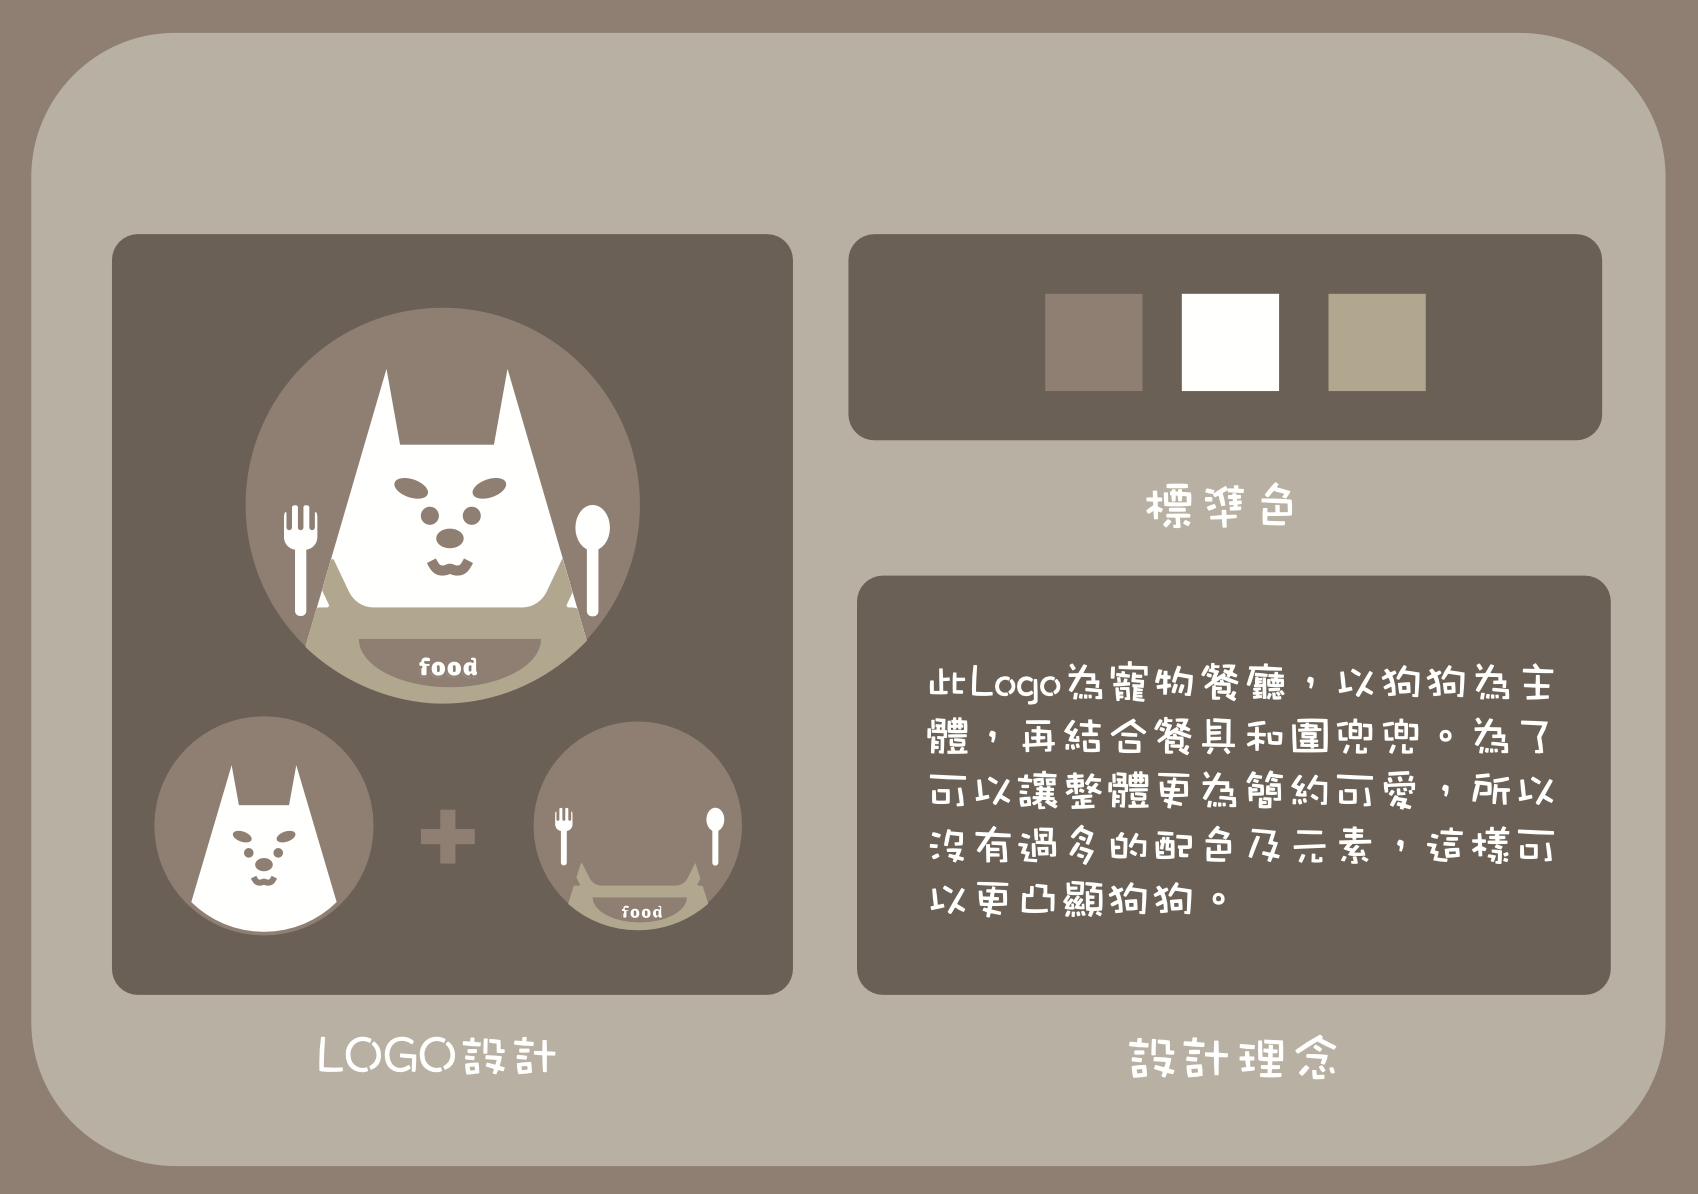 food
food
LOGO設計
標準色
此Logo為寵物餐廳，以狗狗為主
體，再結合餐具和圍兜兜。為了
可以讓整體更為簡約可愛，所以
沒有過多的配色及元素，這樣可
以更凸顯狗狗。
設計理念